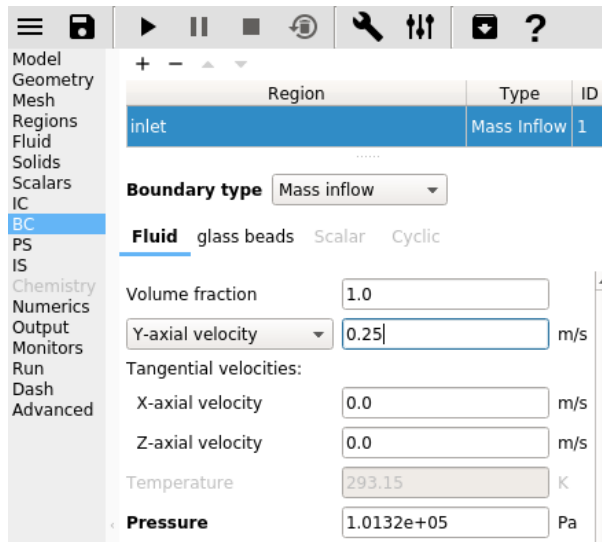 ?
Model
Geometry
Mesh
Regions
Fluid
Solids
Scalars
IC
BC
PS
IS
Chemistry
Numerics
Output
Monitors
Run
Dash
Advanced
Region Type ID
inlet Mass Inflow 1
Boundary type Mass inflow
Fluid glass beads Scalar Cyclic
Volume fraction 1.0
Y-axial velocity 0.25 m/s
Tangential velocities:
X-axial velocity 0.0 m/s
Z-axial velocity 0.0 m/s
Temperature 293.15 K
Pressure 1.0132e+05 Pa